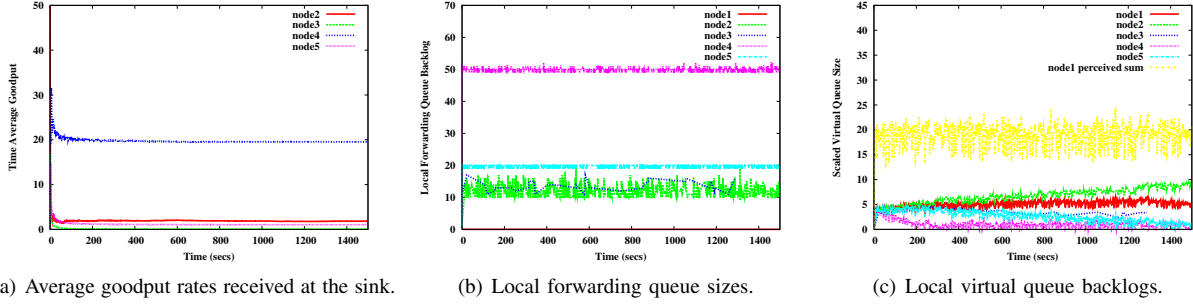 50
40
30
20
10
0
0 200 400 600 800 1000 1200 1400
Time Average Goodput
Time (secs)
node2
node3
node4
node5
a) Average goodput rates received at the sink.
70
60
50
40
30
20
10
0
0 200 400 600 800 1000 1200 1400
Local Forwarding Queue Backlog
Time (secs)
node1
node2
node3
node4
node5
(b) Local forwarding queue sizes.
45
40
35
30
25
20
15
10
5
0
0 200 400 600 800 1000 1200 1400
Scaled Virtual Queue Size
Time (secs)
node1
node2
node3
node4
node5
node1 perceived sum
(c) Local virtual queue backlogs.